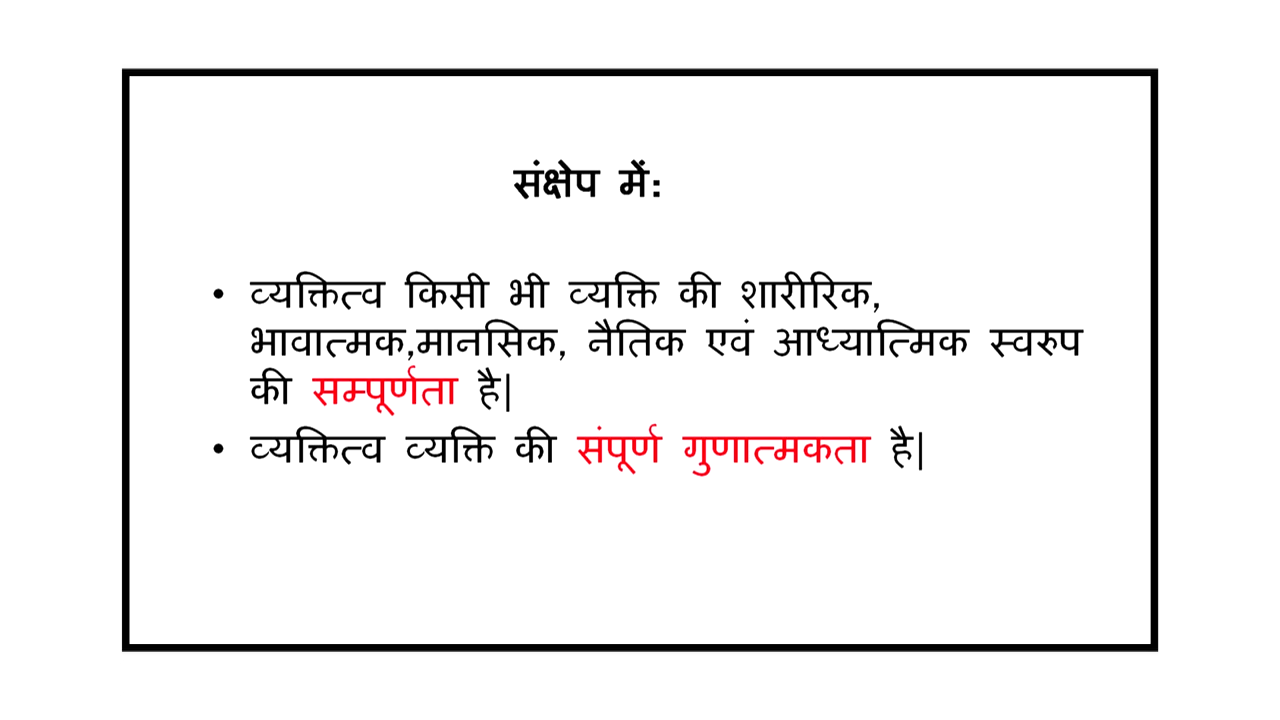 संक्षेप में:
• व्यक्तित्व किसी भी व्यक्ति की शारीरिक,
भावात्मक,मानसिक, नैतिक एवं आध्यात्मिक स्वरुप
की सम्पूर्णता है|
• व्यक्तित्व व्यक्ति की संपूर्ण गुणात्मकता है|